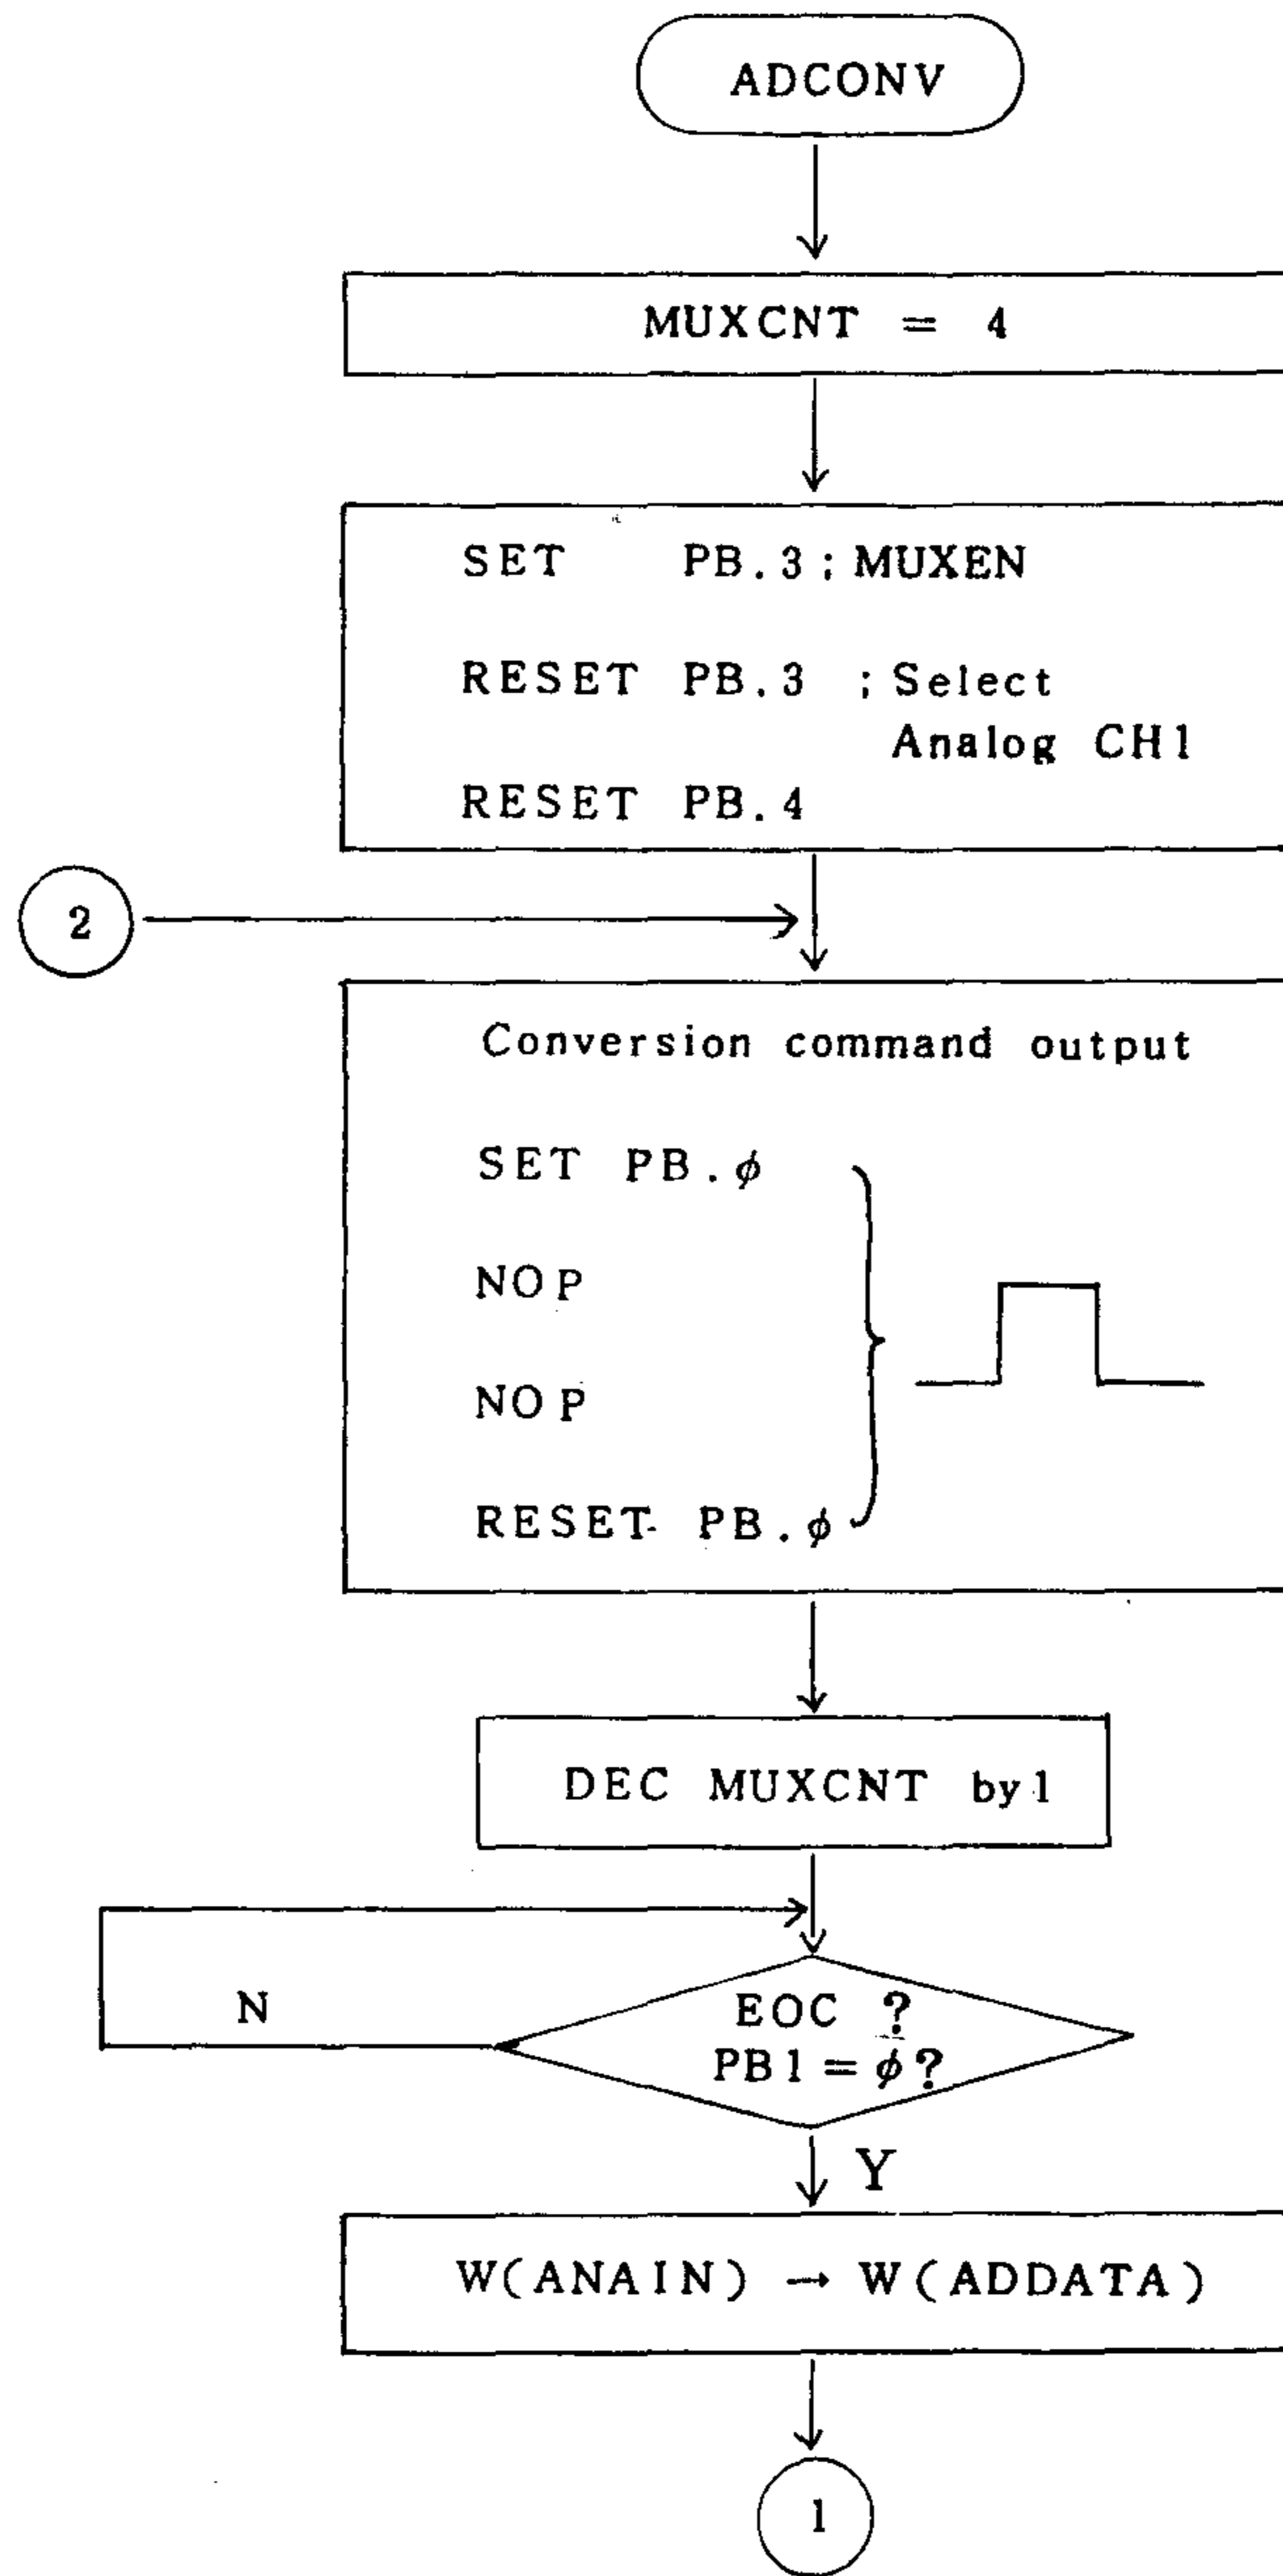 ADCONV
MUXCNT = 4
SET PB.3 ; MUXEN
RESET PB.3 ; Select
Analog CH1
RESET PB.4
2
Conversion command output
SET PB.ϕ
NOP
NOP
RESET PB.ϕ
DEC MUXCNT by 1
N
EOC ?
PB1 = ϕ?
Y
W(ANAIN) → W(ADDATA)
1